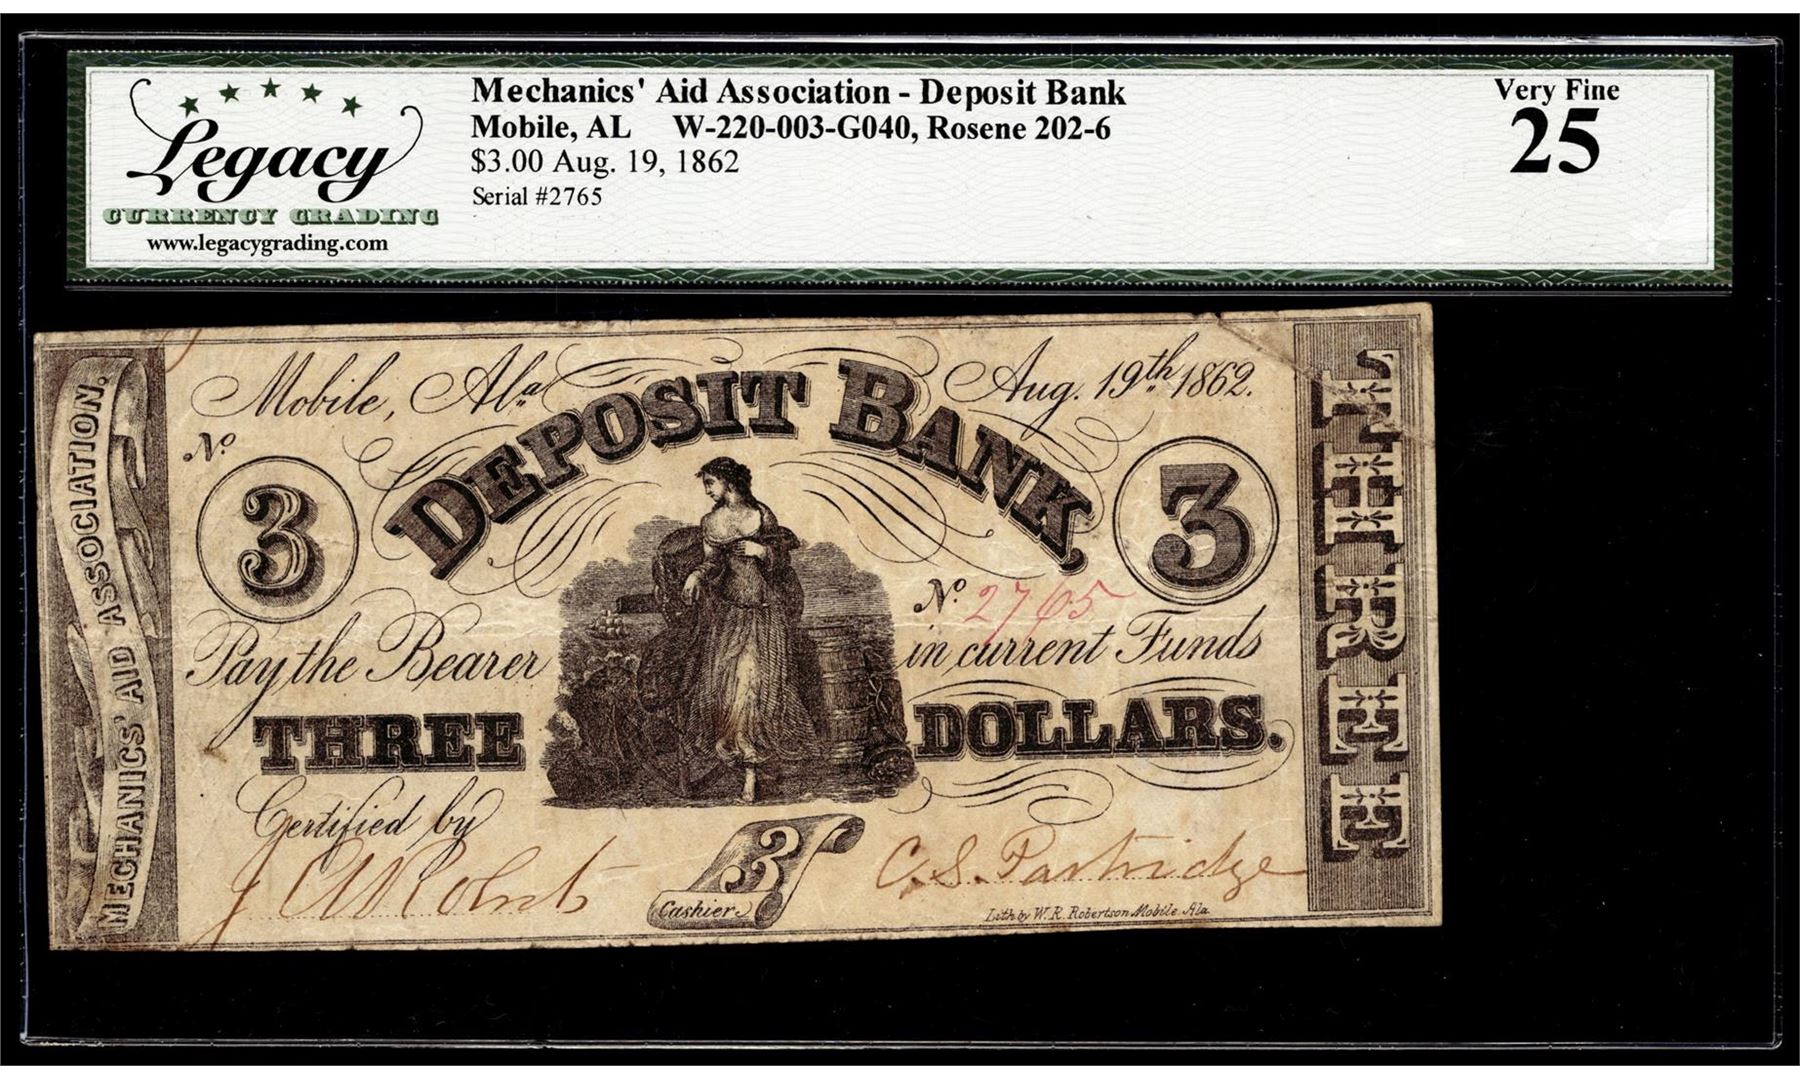 Legacy
CURRENCY GRADING
www.legacygrading.com
Mechanics' Aid Association - Deposit Bank
Mobile, AL W-220-003-G040, Rosene 202-6
$3.00 Aug. 19, 1862
Serial #2765
Very Fine
25
MECHANICS' AID ASSOCIATION.
Mobile, Ala
Aug. 19th 1862.
DEPOSIT BANK.
No.
3
3
No. 2765
Pay the Bearer
in current Funds
THREE
DOLLARS.
Certified by
3
C. S. Partridge
Cashier
Lith by W. R. Robertson Mobile. Ala.
THREE